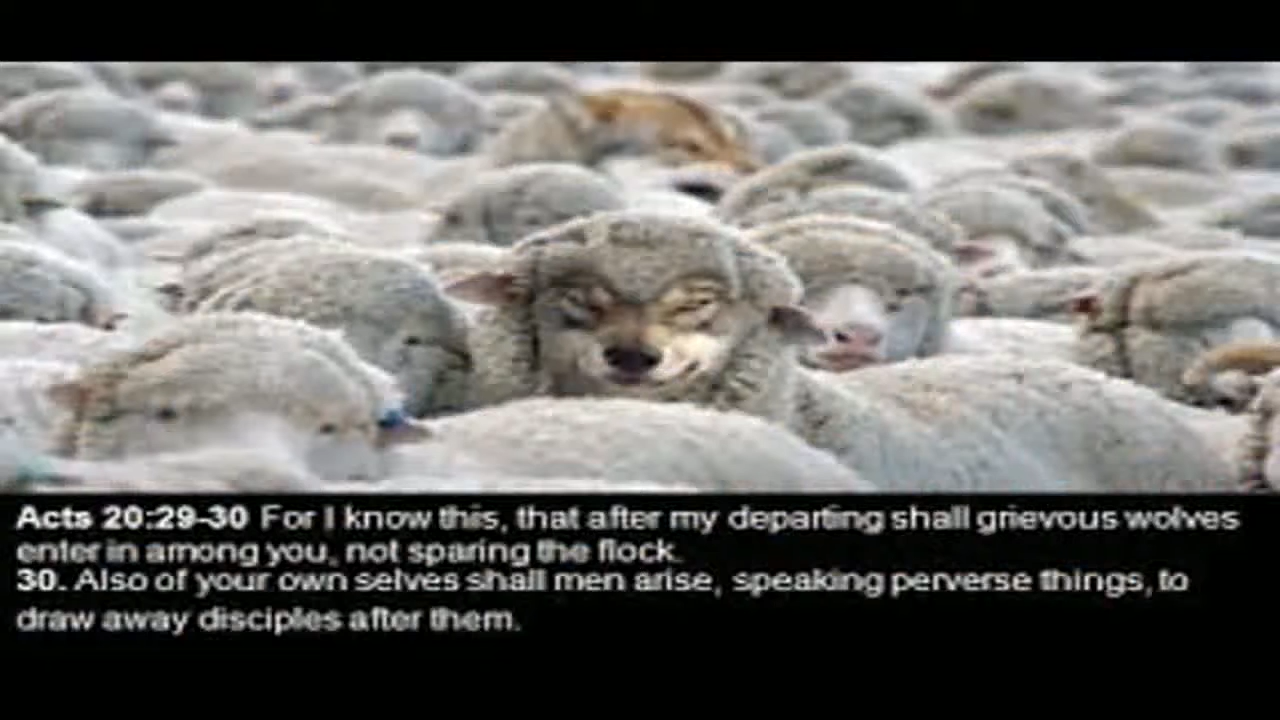 Acts 20:29-30 For I know this, that after my departing shall grievous wolves
enter in among you, not sparing the flock.
30. Also of your own selves shall men arise, speaking perverse things, to
draw away disciples after them.